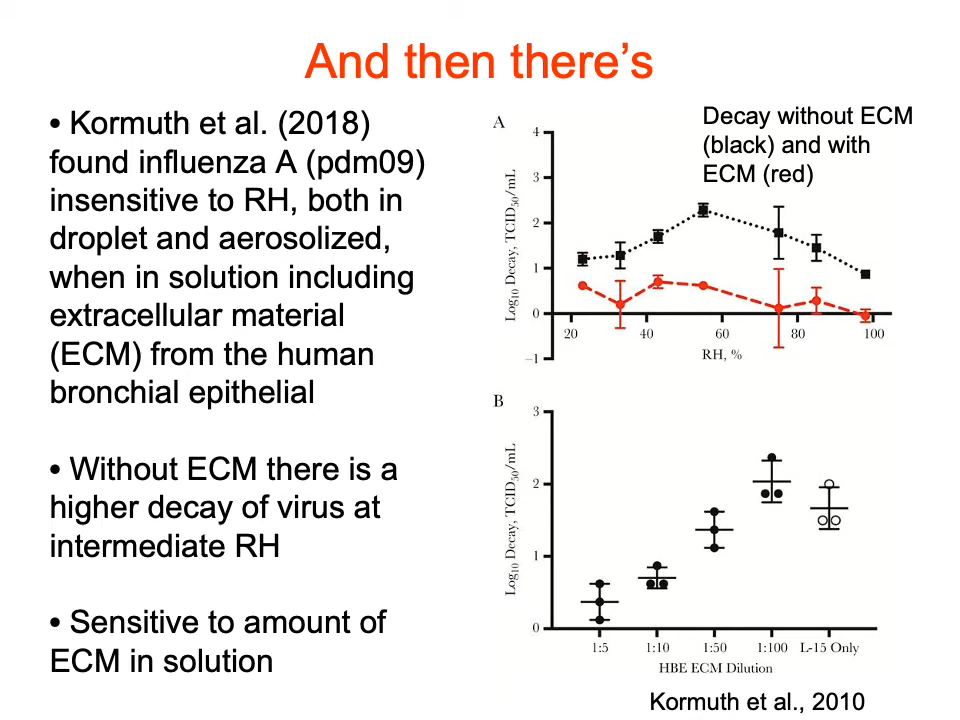 And then there’s
• Kormuth et al. (2018)
found influenza A (pdm09)
insensitive to RH, both in
droplet and aerosolized,
when in solution including
extracellular material
(ECM) from the human
bronchial epithelial
• Without ECM there is a
higher decay of virus at
intermediate RH
• Sensitive to amount of
ECM in solution
A
Decay without ECM
(black) and with
ECM (red)
Log10 Decay, TCID50/mL
4
3
2
1
0
–1
20 40 60 80 100
RH, %
B
Log10 Decay, TCID50/mL
3
2
1
0
1:5 1:10 1:50 1:100 L-15 Only
HBE ECM Dilution
Kormuth et al., 2010